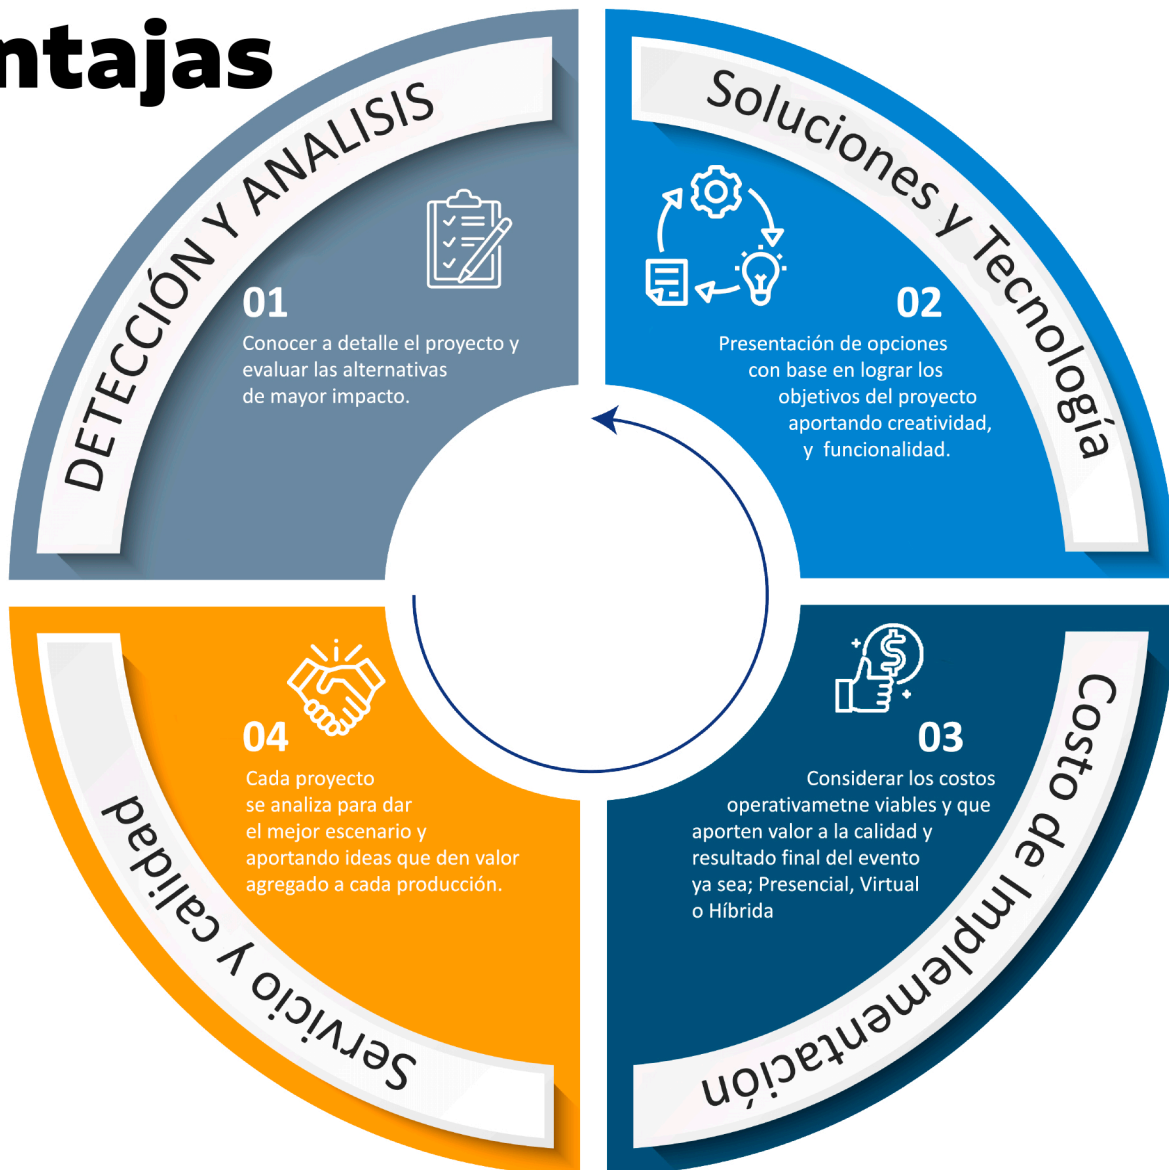 ntajas
DETECCIÓN Y ANALISIS
01
Conocer a detalle el proyecto y
evaluar las alternativas
de mayor impacto.
Soluciones y Tecnología
02
Presentación de opciones
con base en lograr los
objetivos del proyecto
aportando creatividad,
y funcionalidad.
Costo de Implementación
03
Considerar los costos
operativametne viables y que
aporten valor a la calidad y
resultado final del evento
ya sea; Presencial, Virtual
o Híbrida
Servicio y calidad
04
Cada proyecto
se analiza para dar
el mejor escenario y
aportando ideas que den valor
agregado a cada producción.